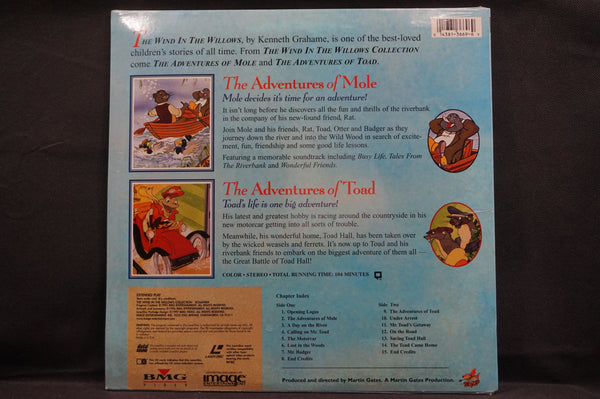 THE WIND IN THE WILLOWS, by Kenneth Grahame, is one of the best-loved
children's stories of all time. From THE WIND IN THE WILLOWS COLLECTION
come THE ADVENTURES OF MOLE and THE ADVENTURES OF TOAD.
The Adventures of Mole
Mole decides it's time for an adventure!
It isn't long before he discovers all the fun and thrills of the riverbank
in the company of his new-found friend, Rat.
Join Mole and his friends, Rat, Toad, Otter and Badger as they
journey down the river and into the Wild Wood in search of excite-
ment, fun, friendship and some good life lessons.
Featuring a memorable soundtrack including Busy Life, Tales From
The Riverbank and Wonderful Friends.
The Adventures of Toad
Toad's life is one big adventure!
His latest and greatest hobby is racing around the countryside in his
new motorcar getting into all sorts of trouble.
Meanwhile, his wonderful home, Toad Hall, has been taken over
by the wicked weasels and ferrets. It's now up to Toad and his
riverbank friends to embark on the biggest adventure of them all —
the Great Battle of Toad Hall!
COLOR • STEREO • TOTAL RUNNING TIME: 104 MINUTES
EXTENDED PLAY
Chapter Index
Side One
1. Opening Logos
2. The Adventures of Mole
3. A Day on the River
4. Calling on Mr. Toad
5. The Motorcar
6. Lost in the Woods
7. Mr. Badger
8. End Credits
Side Two
9. The Adventures of Toad
10. Under Arrest
11. Mr. Toad's Getaway
12. On the Road
13. Saving Toad Hall
14. The Toad Came Home
15. End Credits
BMG
VIDEO
image
ENTERTAINMENT
Produced and directed by Martin Gates. A Martin Gates Production.